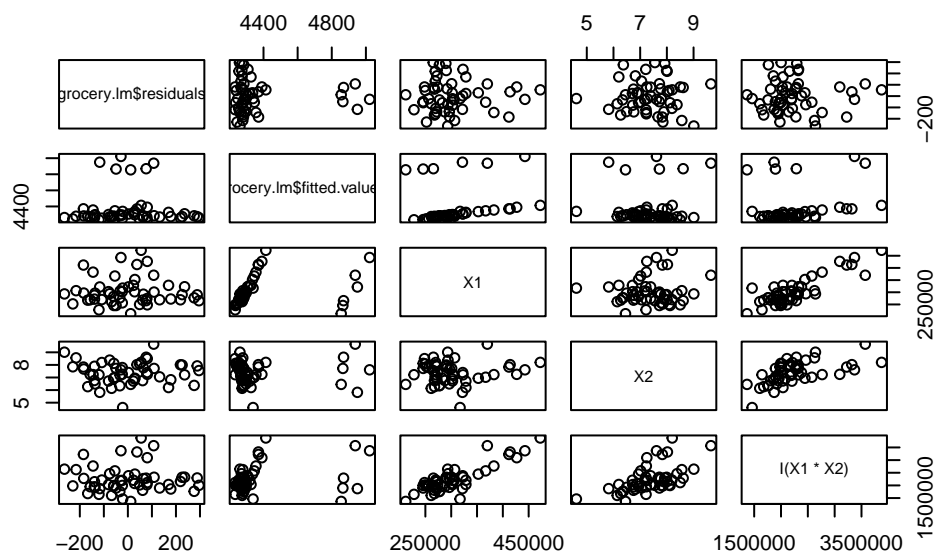 4400 4800 5 7 9
grocery.lm$residuals
−200
4400
rocery.lm$fitted.value
X1
250000
5 8
X2
I(X1 * X2)
1500000
−200 0 200 250000 450000 1500000 3500000